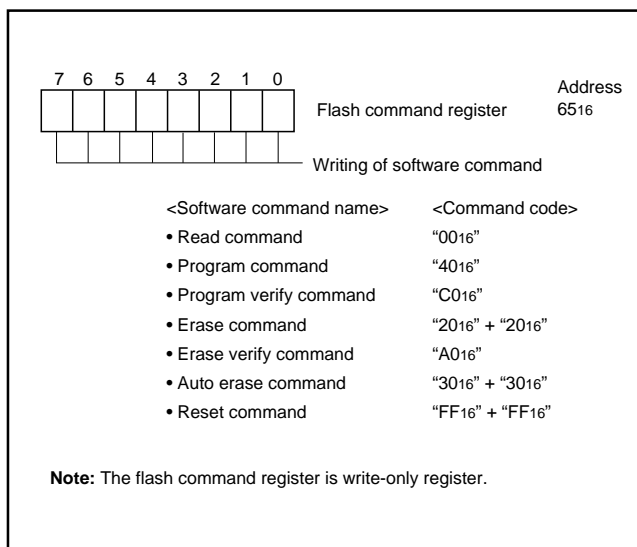 7 6 5 4 3 2 1 0
Address
Flash command register
6516
Writing of software command
<Software command name> <Command code>
• Read command “0016”
• Program command “4016”
• Program verify command “C016”
• Erase command “2016” + “2016”
• Erase verify command “A016”
• Auto erase command “3016” + “3016”
• Reset command “FF16” + “FF16”
Note: The flash command register is write-only register.